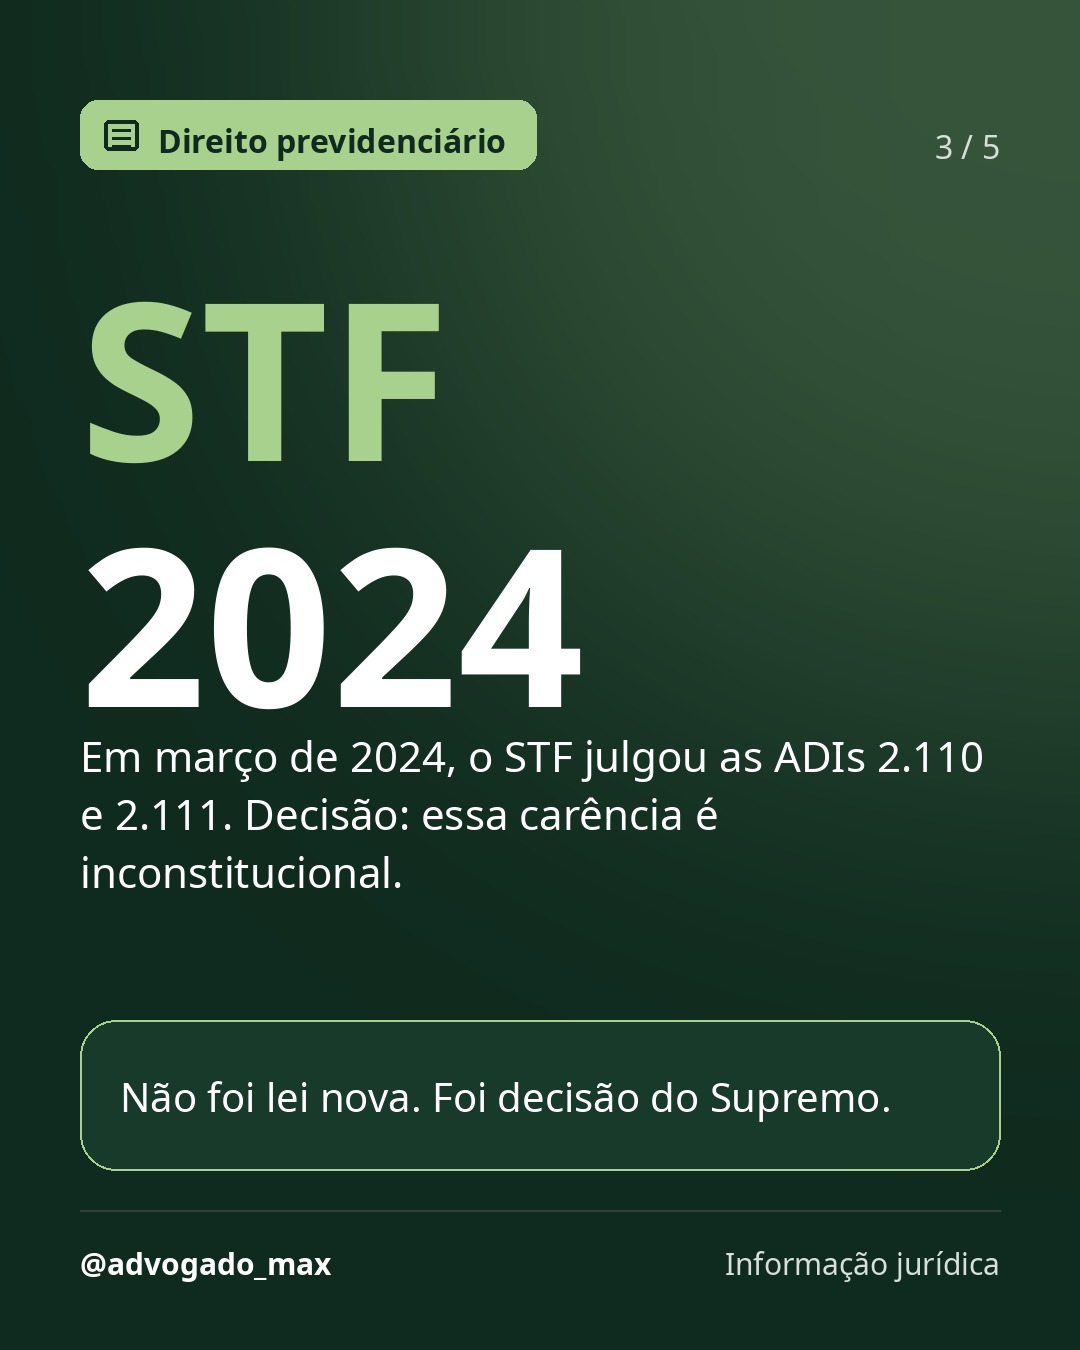 Direito previdenciário
3 / 5
STF
2024
Em março de 2024, o STF julgou as ADIs 2.110
e 2.111. Decisão: essa carência é
inconstitucional.
Não foi lei nova. Foi decisão do Supremo.
@advogado_max
Informação jurídica